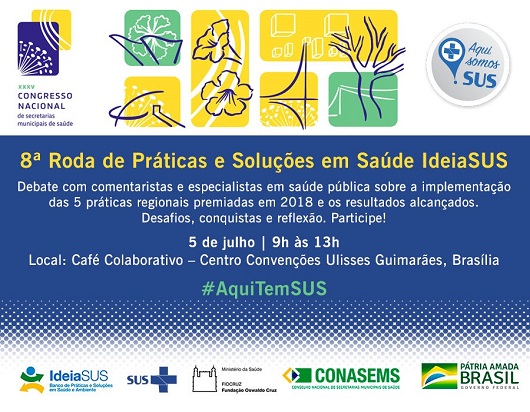 XXXV
CONGRESSO
NACIONAL
de secretarias
municipais de saúde
Aqui
somos
SUS
8ª Roda de Práticas e Soluções em Saúde IdeiaSUS
Debate com comentaristas e especialistas em saúde pública sobre a implementação
das 5 práticas regionais premiadas em 2018 e os resultados alcançados.
Desafios, conquistas e reflexão. Participe!
5 de julho | 9h às 13h
Local: Café Colaborativo – Centro Convenções Ulisses Guimarães, Brasília
#AquiTemSUS
IdeiaSUS
Banco de Práticas e Soluções
em Saúde e Ambiente
SUS
Ministério da Saúde
FIOCRUZ
Fundação Oswaldo Cruz
CONASEMS
CONSELHO NACIONAL DE SECRETARIAS MUNICIPAIS DE SAÚDE
PÁTRIA AMADA
BRASIL
GOVERNO FEDERAL